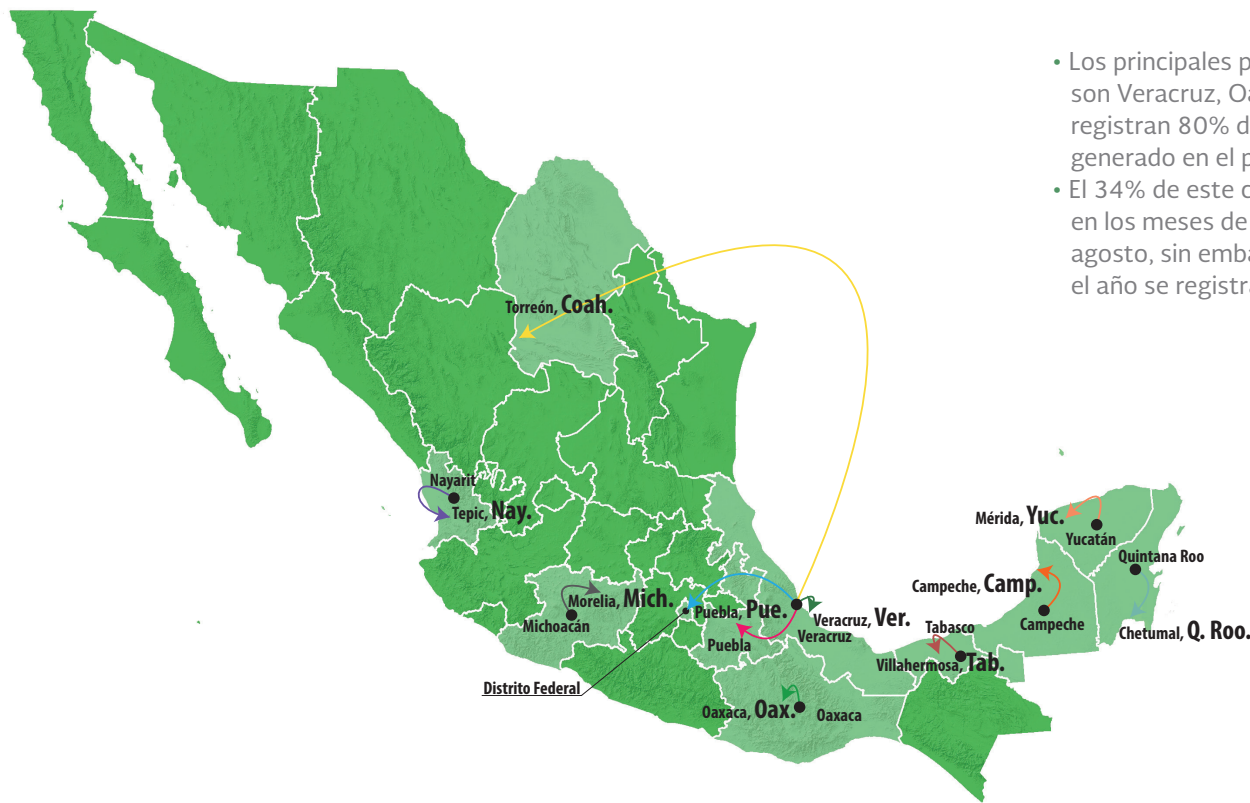 • Los principales p
son Veracruz, Oa
registran 80% d
generado en el p
• El 34% de este c
en los meses de
agosto, sin emba
el año se registra
Torreón, Coah.
Nayarit
Tepic, Nay.
Mérida, Yuc.
Yucatán
Quintana Roo
Campeche, Camp.
Campeche
Chetumal, Q. Roo.
Morelia, Mich.
Michoacán
Puebla, Pue.
Puebla
Veracruz, Ver.
Veracruz
Tabasco
Villahermosa, Tab.
Distrito Federal
Oaxaca, Oax.
Oaxaca